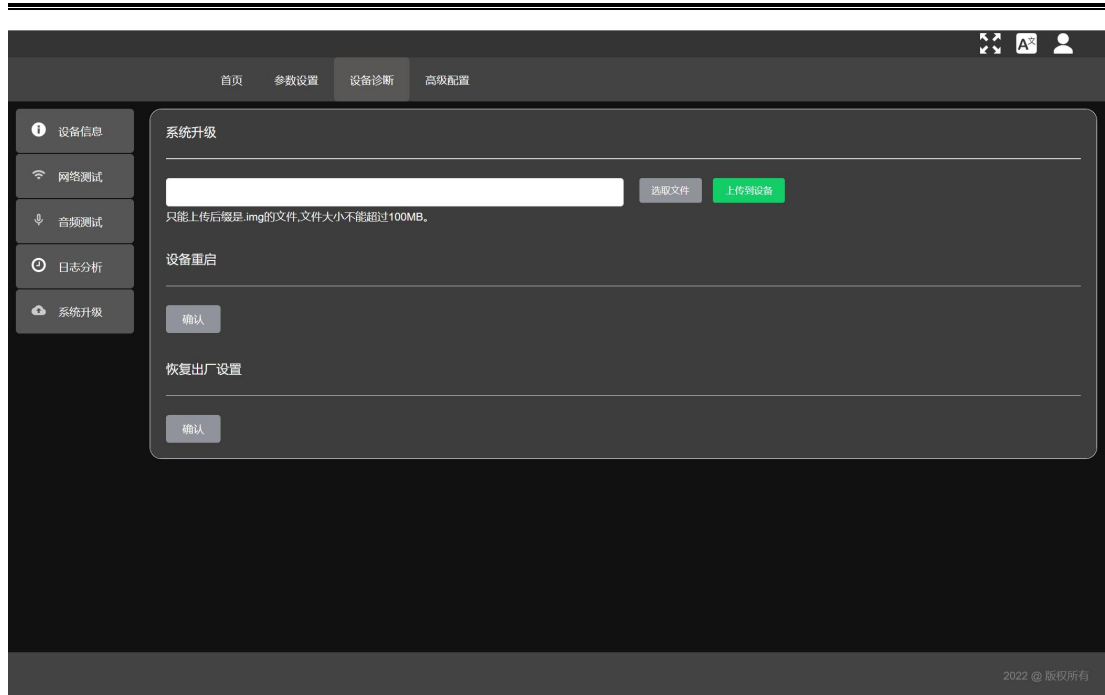 A文
首页 参数设置 设备诊断 高级配置
设备信息
网络测试
音频测试
日志分析
系统升级
系统升级
选取文件 上传到设备
只能上传后缀是.img的文件,文件大小不能超过100MB。
设备重启
确认
恢复出厂设置
确认
2022 @ 版权所有